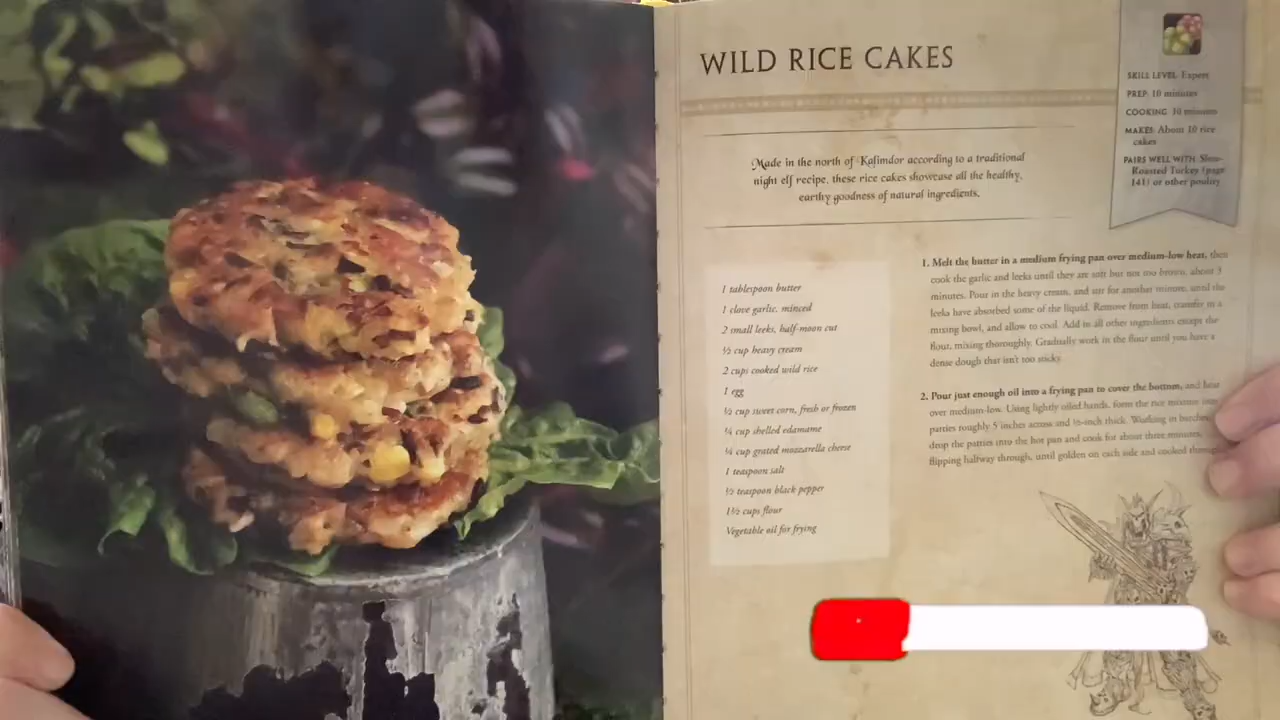 WILD RICE CAKES
SKILL LEVEL: Expert
PREP: 10 minutes
COOKING: 30 minutes
MAKES: About 10 rice
cakes
PAIRS WELL WITH: Slow-
Roasted Turkey (page
141) or other poultry
Made in the north of Kalimdor according to a traditional
night elf recipe, these rice cakes showcase all the healthy,
earthy goodness of natural ingredients.
1 tablespoon butter
1 clove garlic, minced
2 small leeks, half-moon cut
½ cup heavy cream
2 cups cooked wild rice
1 egg
½ cup sweet corn, fresh or frozen
¼ cup shelled edamame
¼ cup grated mozzarella cheese
1 teaspoon salt
½ teaspoon black pepper
1½ cups flour
Vegetable oil for frying
1. Melt the butter in a medium frying pan over medium-low heat, then
cook the garlic and leeks until they are soft but not too brown, about 3
minutes. Pour in the heavy cream, and stir for another minute, until the
leeks have absorbed some of the liquid. Remove from heat, transfer to a
mixing bowl, and allow to cool. Add in all other ingredients except the
flour, mixing thoroughly. Gradually work in the flour until you have a
dense dough that isn't too sticky.
2. Pour just enough oil into a frying pan to cover the bottom, and heat
over medium-low. Using lightly oiled hands, form the rice mixture into
patties roughly 5 inches across and ½-inch thick. Working in batches,
drop the patties into the hot pan and cook for about three minutes,
flipping halfway through, until golden on each side and cooked through.